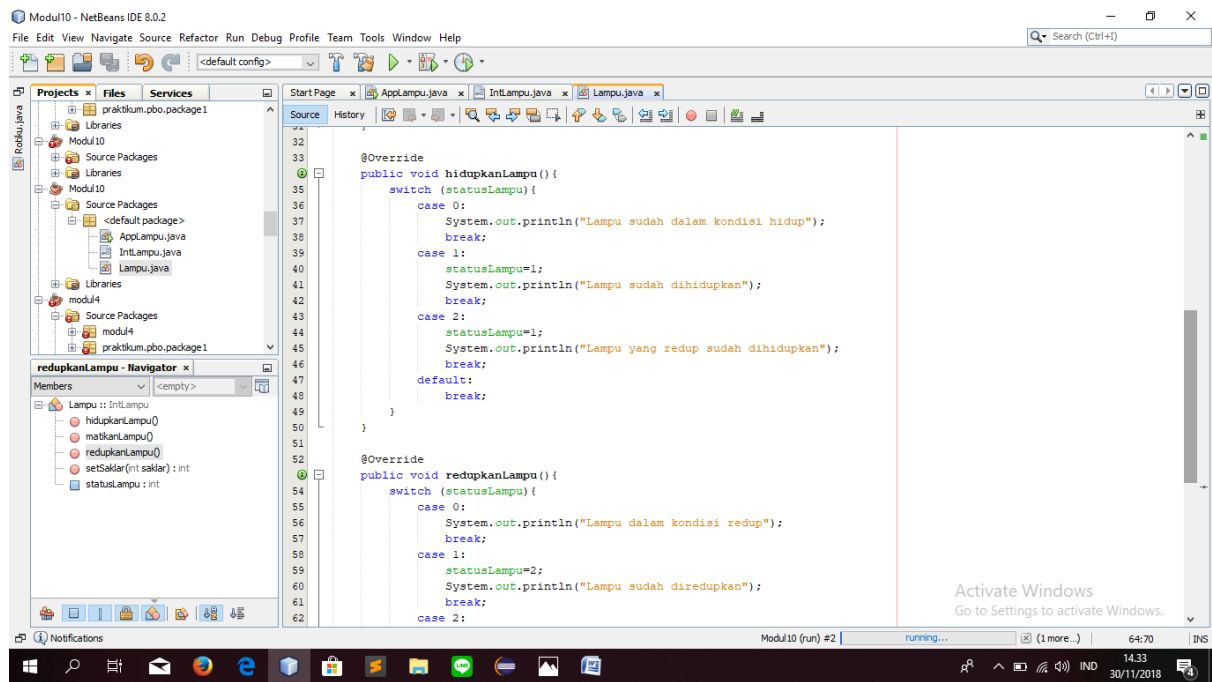 Modul10 - NetBeans IDE 8.0.2
File Edit View Navigate Source Refactor Run Debug Profile Team Tools Window Help
Search (Ctrl+I)
<default config>
Projects Files Services
Start Page AppLampu.java IntLampu.java Lampu.java
Source History
Robiku.java
praktikum.pbo.package1
Libraries
Modul10
Source Packages
Libraries
Modul10
Source Packages
<default package>
AppLampu.java
IntLampu.java
Lampu.java
Libraries
modul4
Source Packages
modul4
praktikum.pbo.package1
redupkanLampu - Navigator
Members <empty>
Lampu :: IntLampu
hidupkanLampu()
matikanLampu()
redupkanLampu()
setSaklar(int saklar) : int
statusLampu : int
31 }
32
33 @Override
public void hidupkanLampu(){
35 switch (statusLampu){
36 case 0:
37 System.out.println("Lampu sudah dalam kondisi hidup");
38 break;
39 case 1:
40 statusLampu=1;
41 System.out.println("Lampu sudah dihidupkan");
42 break;
43 case 2:
44 statusLampu=1;
45 System.out.println("Lampu yang redup sudah dihidupkan");
46 break;
47 default:
48 break;
49 }
50 }
51
52 @Override
public void redupkanLampu(){
54 switch (statusLampu){
55 case 0:
56 System.out.println("Lampu dalam kondisi redup");
57 break;
58 case 1:
59 statusLampu=2;
60 System.out.println("Lampu sudah diredupkan");
61 break;
62 case 2:
Activate Windows
Go to Settings to activate Windows.
Notifications
Modul10 (run) #2 running... (1 more...) 64:70 INS
IND
14.33
30/11/2018
4